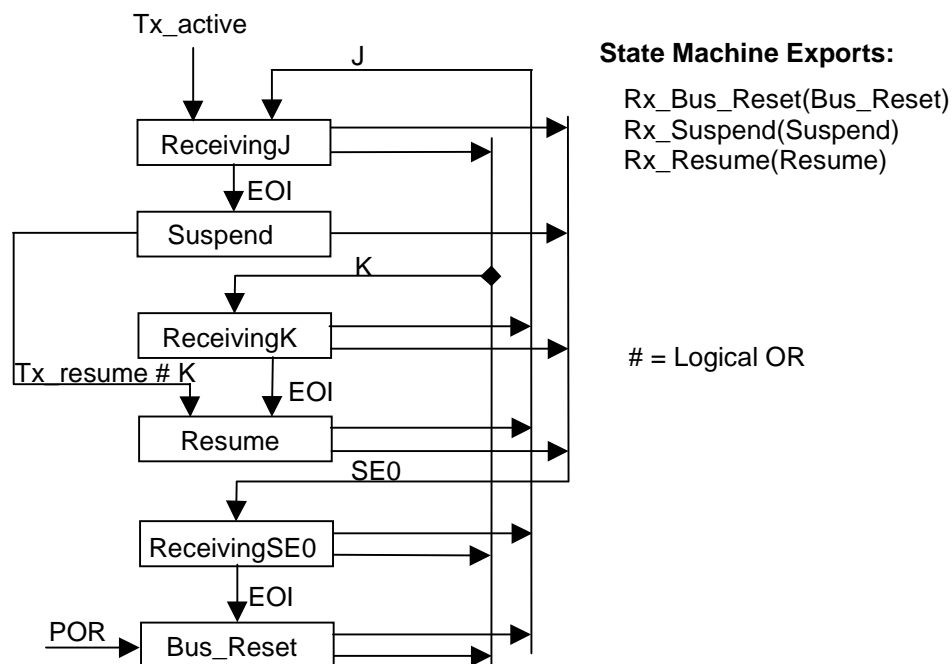 Tx_active
J
State Machine Exports:
Rx_Bus_Reset(Bus_Reset)
Rx_Suspend(Suspend)
Rx_Resume(Resume)
ReceivingJ
EOI
Suspend
K
ReceivingK
# = Logical OR
Tx_resume # K
EOI
Resume
SE0
ReceivingSE0
EOI
POR
Bus_Reset